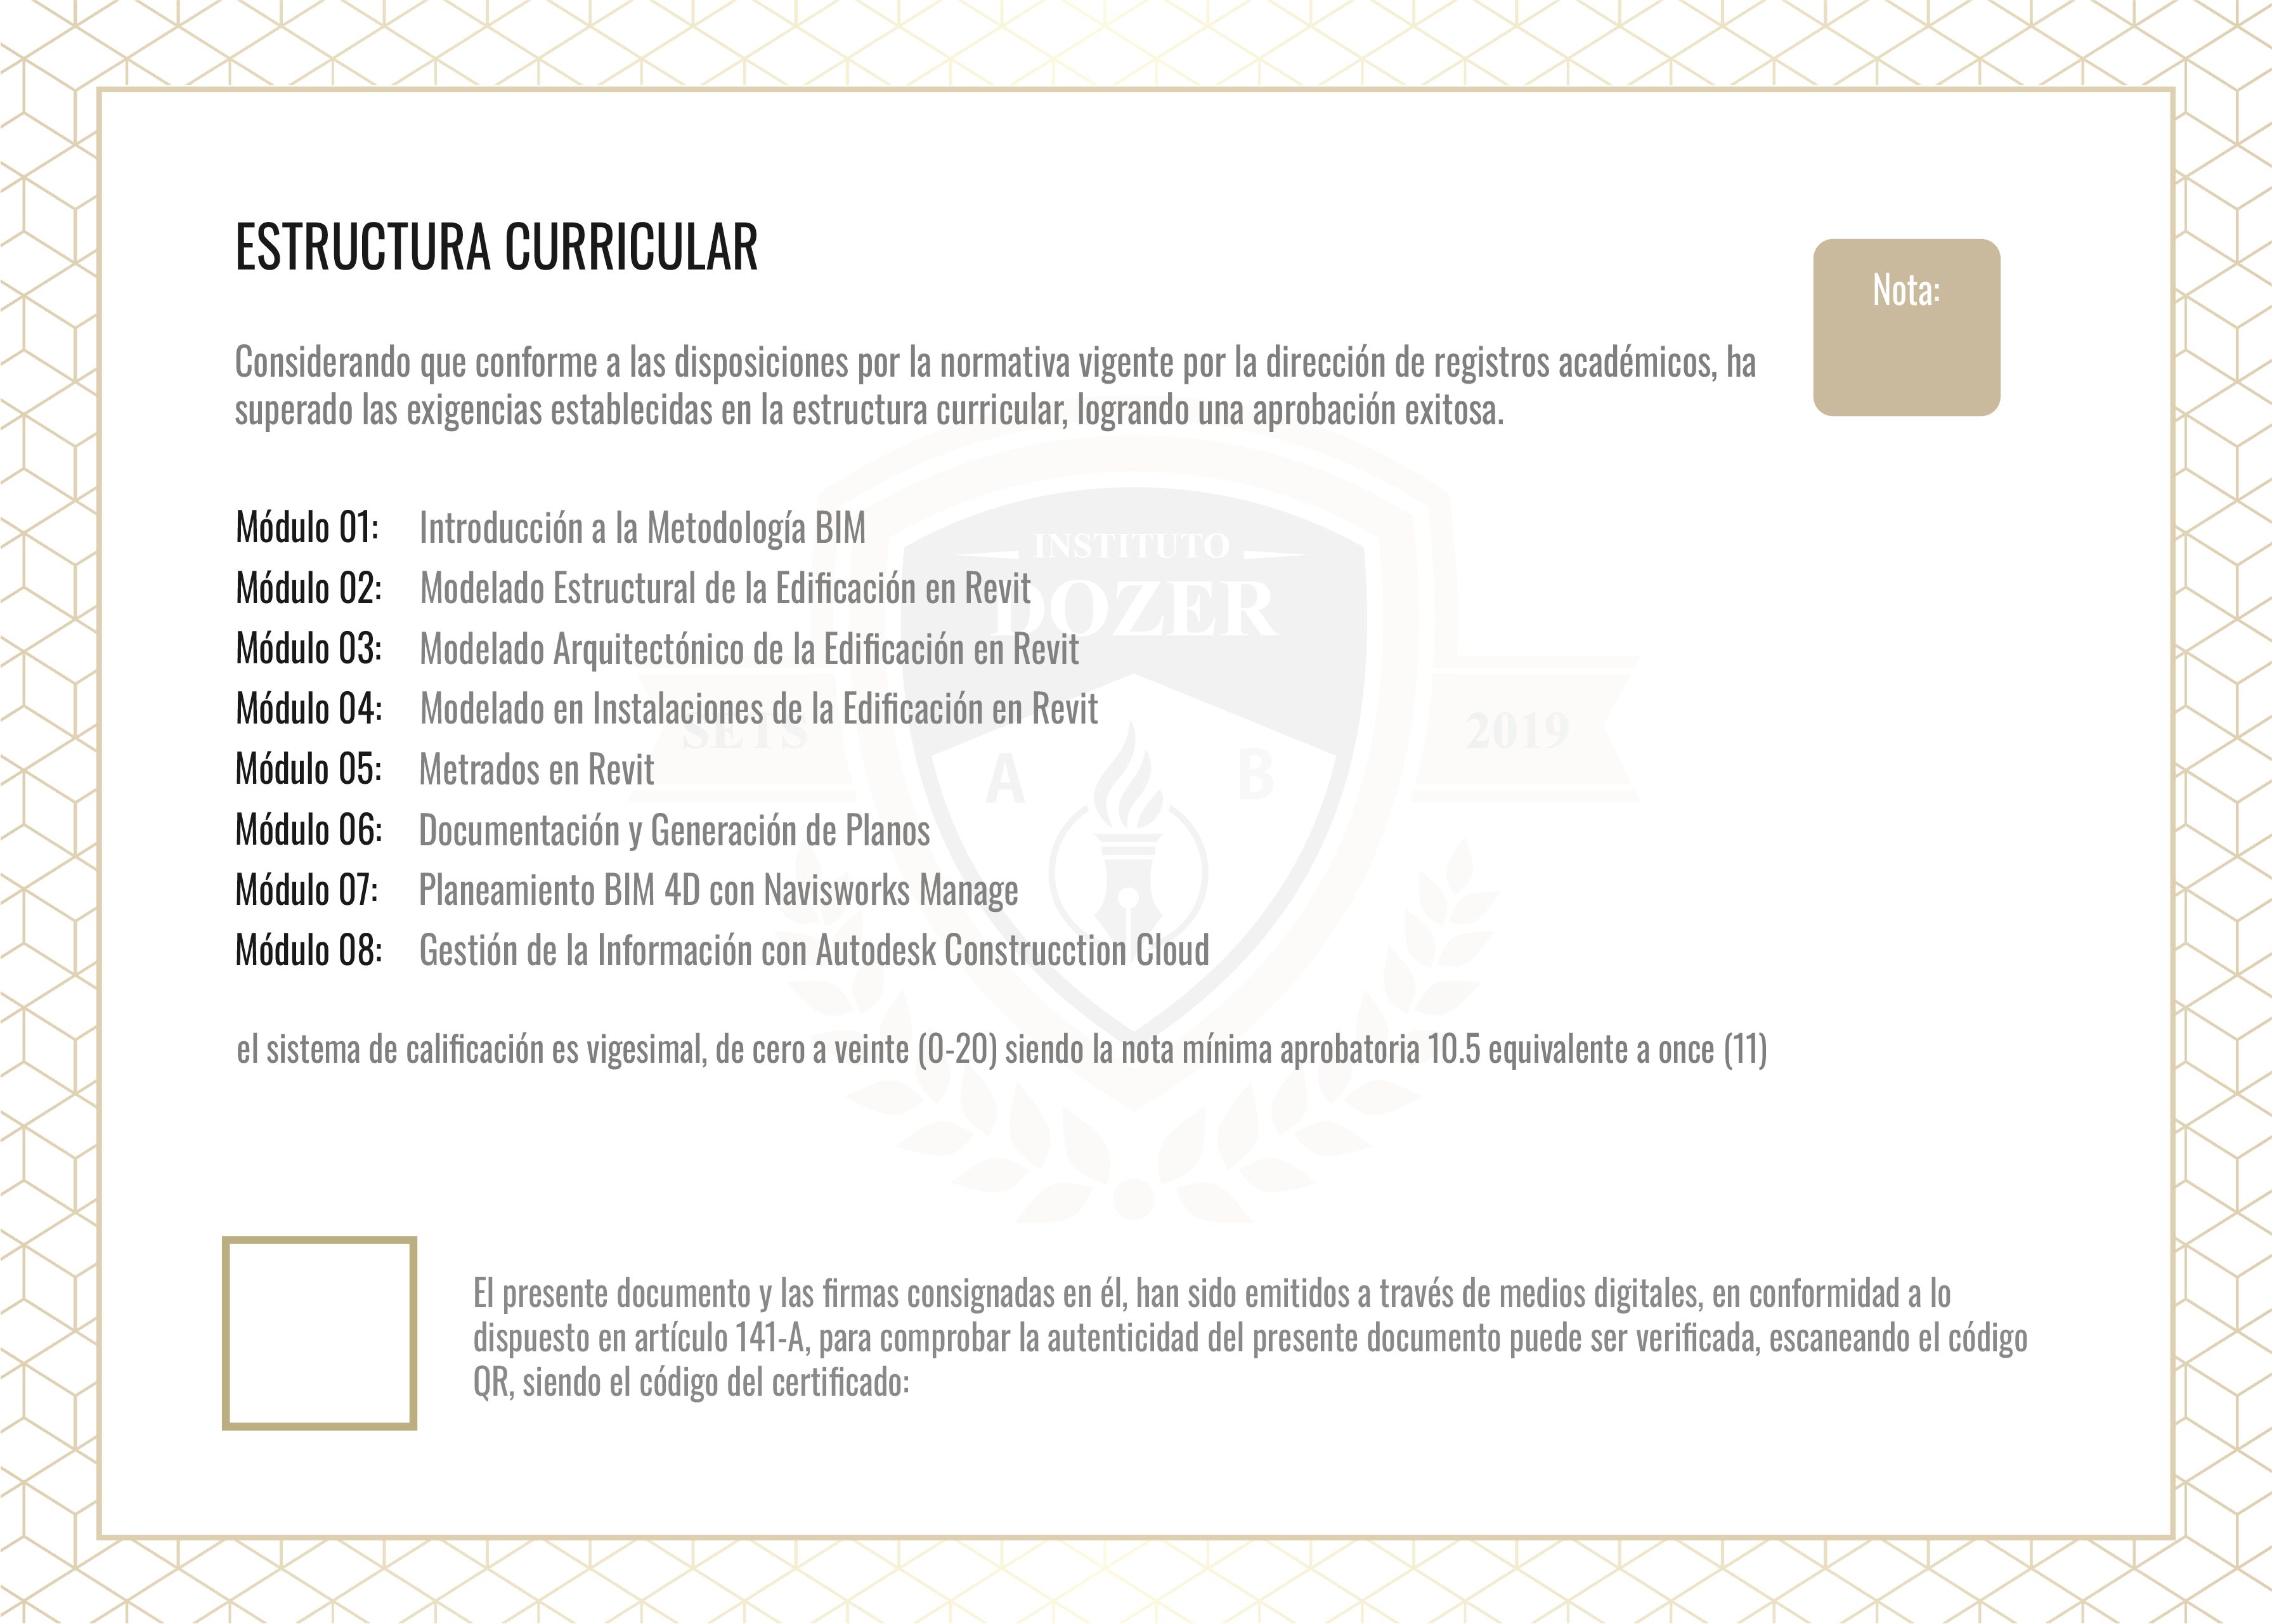 ESTRUCTURA CURRICULAR
Nota:
Considerando que conforme a las disposiciones por la normativa vigente por la dirección de registros académicos, ha
superado las exigencias establecidas en la estructura curricular, logrando una aprobación exitosa.
Módulo 01: Introducción a la Metodología BIM
Módulo 02: Modelado Estructural de la Edificación en Revit
Módulo 03: Modelado Arquitectónico de la Edificación en Revit
Módulo 04: Modelado en Instalaciones de la Edificación en Revit
Módulo 05: Metrados en Revit
Módulo 06: Documentación y Generación de Planos
Módulo 07: Planeamiento BIM 4D con Navisworks Manage
Módulo 08: Gestión de la Información con Autodesk Construcction Cloud
el sistema de calificación es vigesimal, de cero a veinte (0-20) siendo la nota mínima aprobatoria 10.5 equivalente a once (11)
El presente documento y las firmas consignadas en él, han sido emitidos a través de medios digitales, en conformidad a lo
dispuesto en artículo 141-A, para comprobar la autenticidad del presente documento puede ser verificada, escaneando el código
QR, siendo el código del certificado:
INSTITUTO
DOZER
SETS
2019
A
B